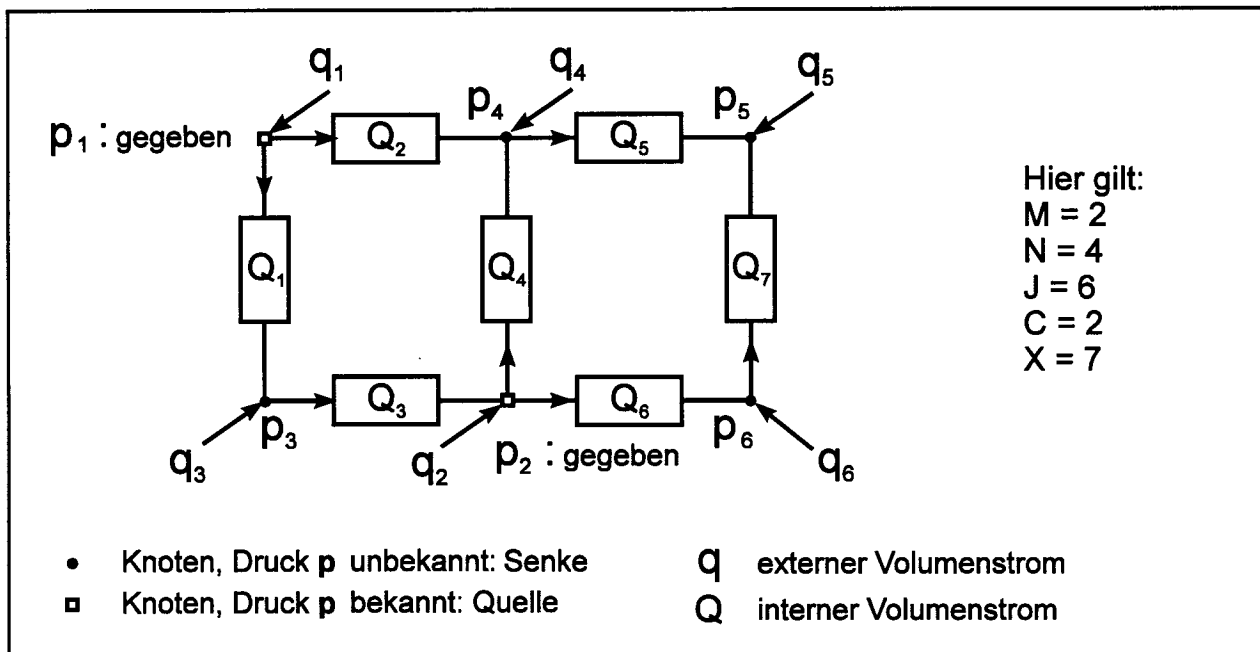 q₁
q₄
q₅
p₄
p₅
p₁ : gegeben
Q₂
Q₅
Hier gilt:
M = 2
N = 4
J = 6
C = 2
X = 7
Q₁
Q₄
Q₇
Q₃
Q₆
p₃
p₆
q₃
q₂
p₂ : gegeben
q₆
Knoten, Druck p unbekannt: Senke
q externer Volumenstrom
Knoten, Druck p bekannt: Quelle
Q interner Volumenstrom